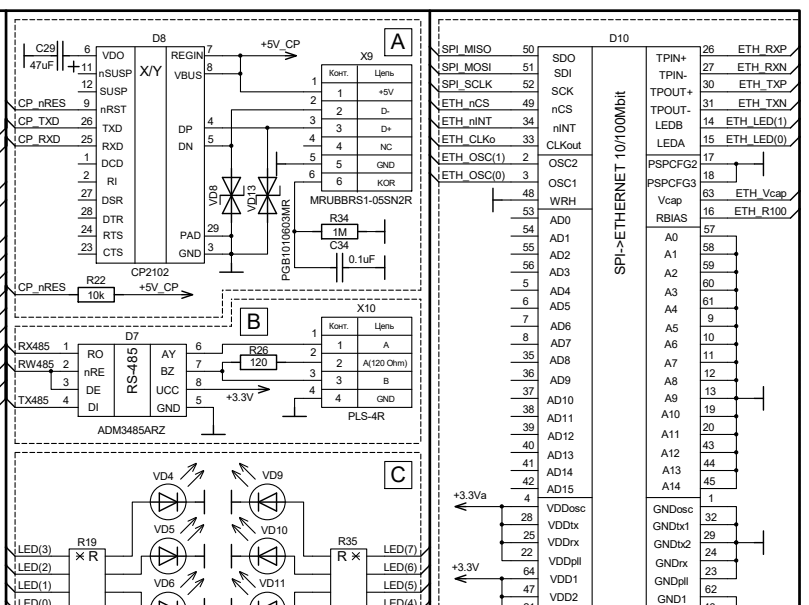 A
D8
C29
47uF
+
6 VDO
11 nSUSP
12 SUSP
CP_nRES 9 nRST
CP_TXD 26 TXD
CP_RXD 25 RXD
1 DCD
2 RI
27 DSR
28 DTR
24 RTS
23 CTS
X/Y
REGIN 7
VBUS 8
DP 4
DN 5
PAD 29
GND 3
CP2102
+5V_CP
VD8
VD13
PGB1010603MR
X9
Конт. Цепь
1 1 +5V
2 2 D-
3 3 D+
4 4 NC
5 5 GND
6 6 KOR
MRUBBRS1-05SN2R
R34
1M
C34
0.1uF
CP_nRES
R22
10k
+5V_CP
B
D7
RX485 1 RO
RW485 2 nRE
3 DE
TX485 4 DI
RS-485
AY 6
BZ 7
UCC 8
GND 5
ADM3485ARZ
R26
120
+3.3V
X10
Конт. Цепь
1 1 A
2 2 A(120 Ohm)
3 3 B
4 4 GND
PLS-4R
C
VD4
VD9
VD5
VD10
VD6
VD11
R19
R
R35
R
LED(3)
LED(2)
LED(1)
LED(0)
LED(7)
LED(6)
LED(5)
LED(4)
D10
SPI->ETHERNET 10/100Mbit
SPI_MISO 50 SDO
SPI_MOSI 51 SDI
SPI_SCLK 52 SCK
ETH_nCS 49 nCS
ETH_nINT 34 nINT
ETH_CLKo 33 CLKout
ETH_OSC(1) 2 OSC2
ETH_OSC(0) 3 OSC1
48 WRH
53 AD0
54 AD1
55 AD2
56 AD3
5 AD4
6 AD5
7 AD6
8 AD7
35 AD8
36 AD9
37 AD10
38 AD11
39 AD12
40 AD13
41 AD14
42 AD15
+3.3Va
4 VDDosc
28 VDDtx
25 VDDrx
22 VDDpll
+3.3V
64 VDD1
47 VDD2
TPIN+ 26 ETH_RXP
TPIN- 27 ETH_RXN
TPOUT+ 30 ETH_TXP
TPOUT- 31 ETH_TXN
LEDB 14 LED_ETH(1)
LEDA 15 LED_ETH(0)
PSPCFG2 17
PSPCFG3 18
Vcap 63 ETH_Vcap
RBIAS 16 ETH_R100
A0 57
A1 58
A2 59
A3 60
A4 61
A5 9
A6 10
A7 11
A8 12
A9 13
A10 19
A11 20
A12 43
A13 44
A14 45
GNDosc 1
GNDtx1 32
GNDtx2 29
GNDrx 24
GNDpll 23
GND1 62